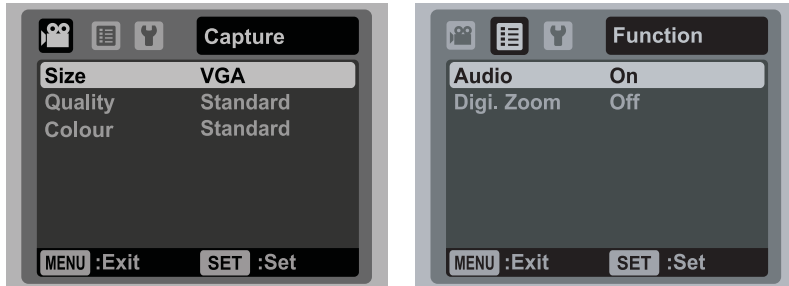 Capture
Size VGA
Quality Standard
Colour Standard
MENU :Exit SET :Set
Function
Audio On
Digi. Zoom Off
MENU :Exit SET :Set